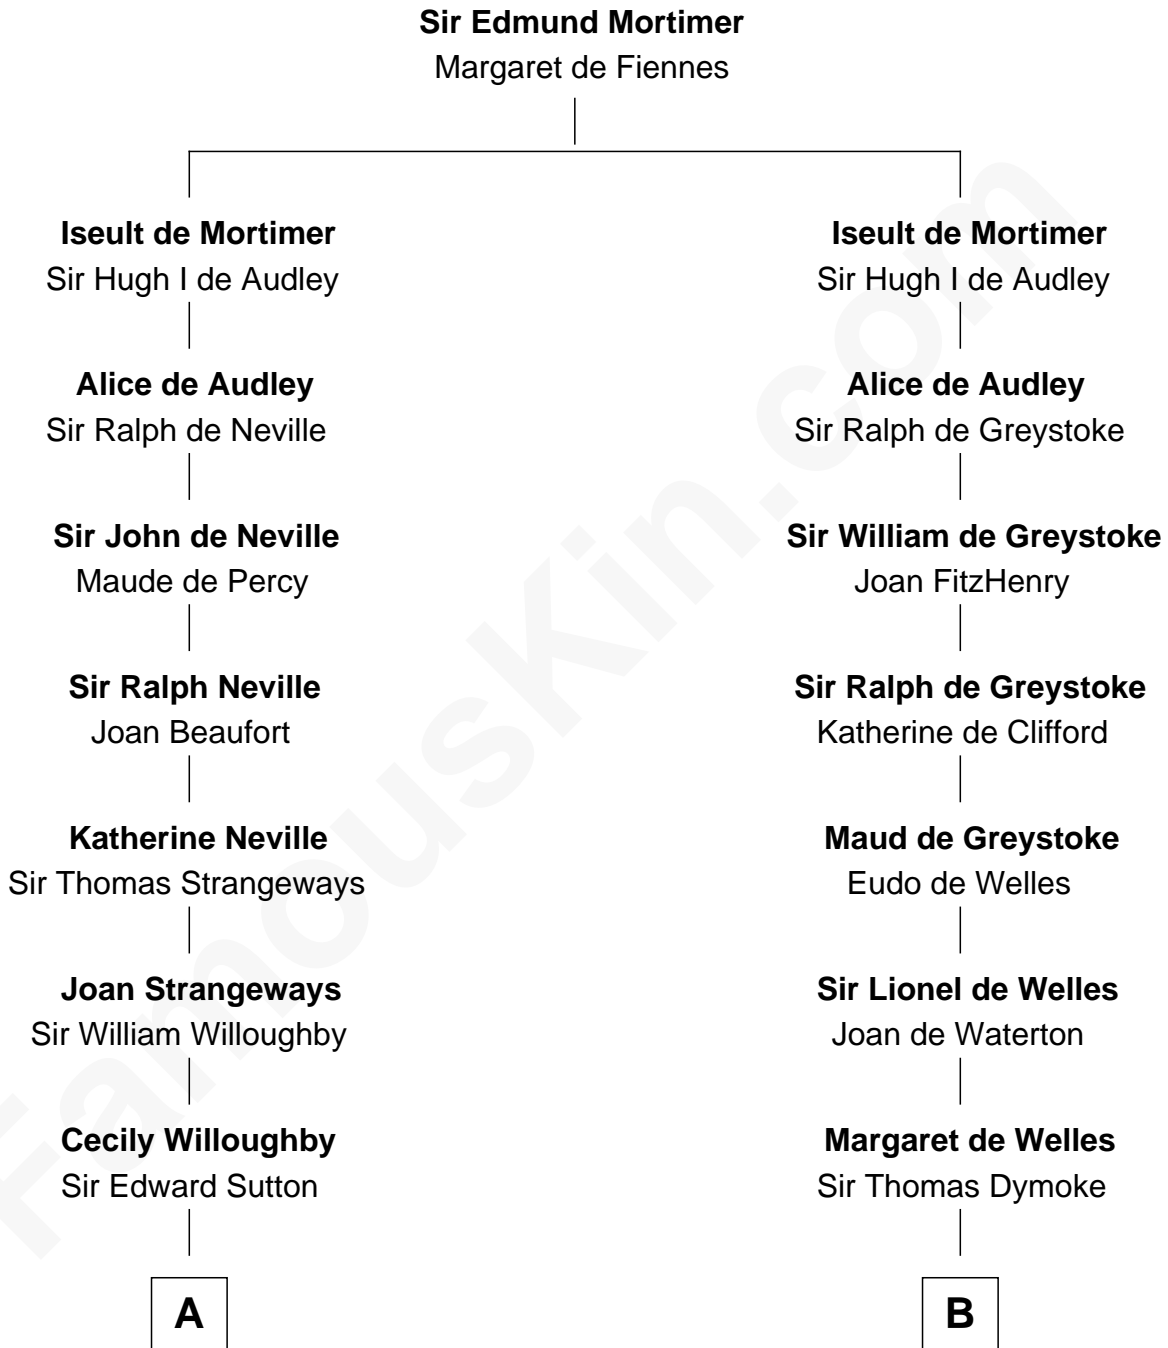 Sir Edmund Mortimer
Margaret de Fiennes
Iseult de Mortimer
Sir Hugh I de Audley
Iseult de Mortimer
Sir Hugh I de Audley
Alice de Audley
Sir Ralph de Neville
Alice de Audley
Sir Ralph de Greystoke
Sir John de Neville
Maude de Percy
Sir William de Greystoke
Joan FitzHenry
Sir Ralph Neville
Joan Beaufort
Sir Ralph de Greystoke
Katherine de Clifford
Katherine Neville
Sir Thomas Strangeways
Maud de Greystoke
Eudo de Welles
Joan Strangeways
Sir William Willoughby
Sir Lionel de Welles
Joan de Waterton
Cecily Willoughby
Sir Edward Sutton
Margaret de Welles
Sir Thomas Dymoke
A
B
FamousKin.com